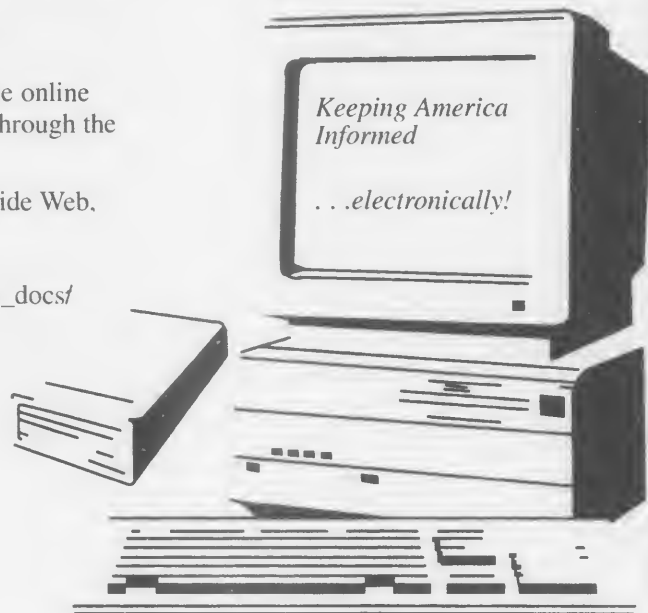 e online
hrough the
ide Web,
_docs/
Keeping America
Informed
. . .electronically!